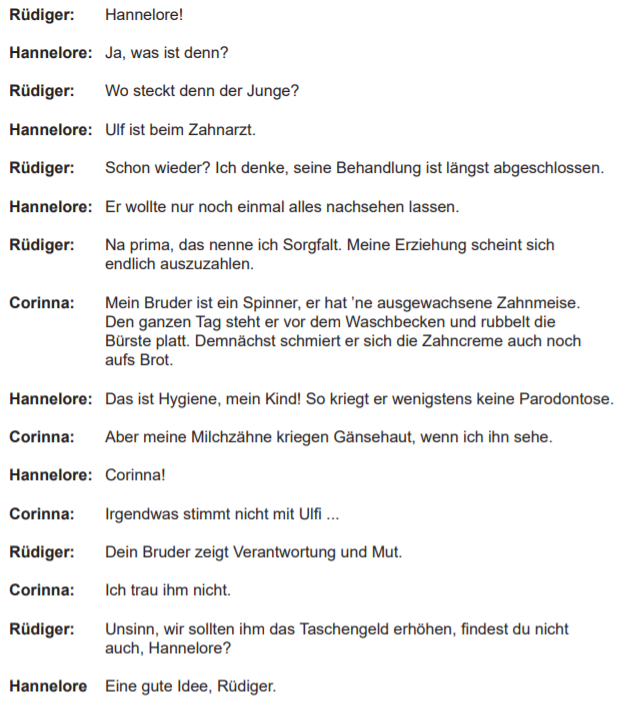 Rüdiger: Hannelore!
Hannelore: Ja, was ist denn?
Rüdiger: Wo steckt denn der Junge?
Hannelore: Ulf ist beim Zahnarzt.
Rüdiger: Schon wieder? Ich denke, seine Behandlung ist längst abgeschlossen.
Hannelore: Er wollte nur noch einmal alles nachsehen lassen.
Rüdiger: Na prima, das nenne ich Sorgfalt. Meine Erziehung scheint sich
endlich auszuzahlen.
Corinna: Mein Bruder ist ein Spinner, er hat ’ne ausgewachsene Zahnmeise.
Den ganzen Tag steht er vor dem Waschbecken und rubbelt die
Bürste platt. Demnächst schmiert er sich die Zahncreme auch noch
aufs Brot.
Hannelore: Das ist Hygiene, mein Kind! So kriegt er wenigstens keine Parodontose.
Corinna: Aber meine Milchzähne kriegen Gänsehaut, wenn ich ihn sehe.
Hannelore: Corinna!
Corinna: Irgendwas stimmt nicht mit Ulfi ...
Rüdiger: Dein Bruder zeigt Verantwortung und Mut.
Corinna: Ich trau ihm nicht.
Rüdiger: Unsinn, wir sollten ihm das Taschengeld erhöhen, findest du nicht
auch, Hannelore?
Hannelore Eine gute Idee, Rüdiger.